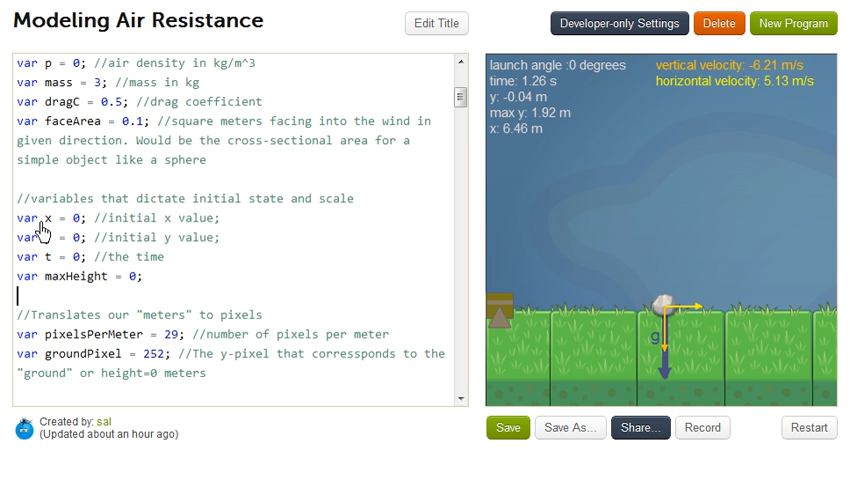 Modeling Air Resistance
Edit Title
Developer-only Settings
Delete
New Program
var p = 0; //air density in kg/m^3
var mass = 3; //mass in kg
var dragC = 0.5; //drag coefficient
var faceArea = 0.1; //square meters facing into the wind in
given direction. Would be the cross-sectional area for a
simple object like a sphere
//variables that dictate initial state and scale
var x = 0; //initial x value;
var = 0; //initial y value;
var t = 0; //the time
var maxHeight = 0;
//Translates our "meters" to pixels
var pixelsPerMeter = 29; //number of pixels per meter
var groundPixel = 252; //The y-pixel that corressponds to the
"ground" or height=0 meters
launch angle :0 degrees
time: 1.26 s
y: -0.04 m
max y: 1.92 m
x: 6.46 m
vertical velocity: -6.21 m/s
horizontal velocity: 5.13 m/s
g
Created by: sal
(Updated about an hour ago)
Save
Save As...
Share...
Record
Restart